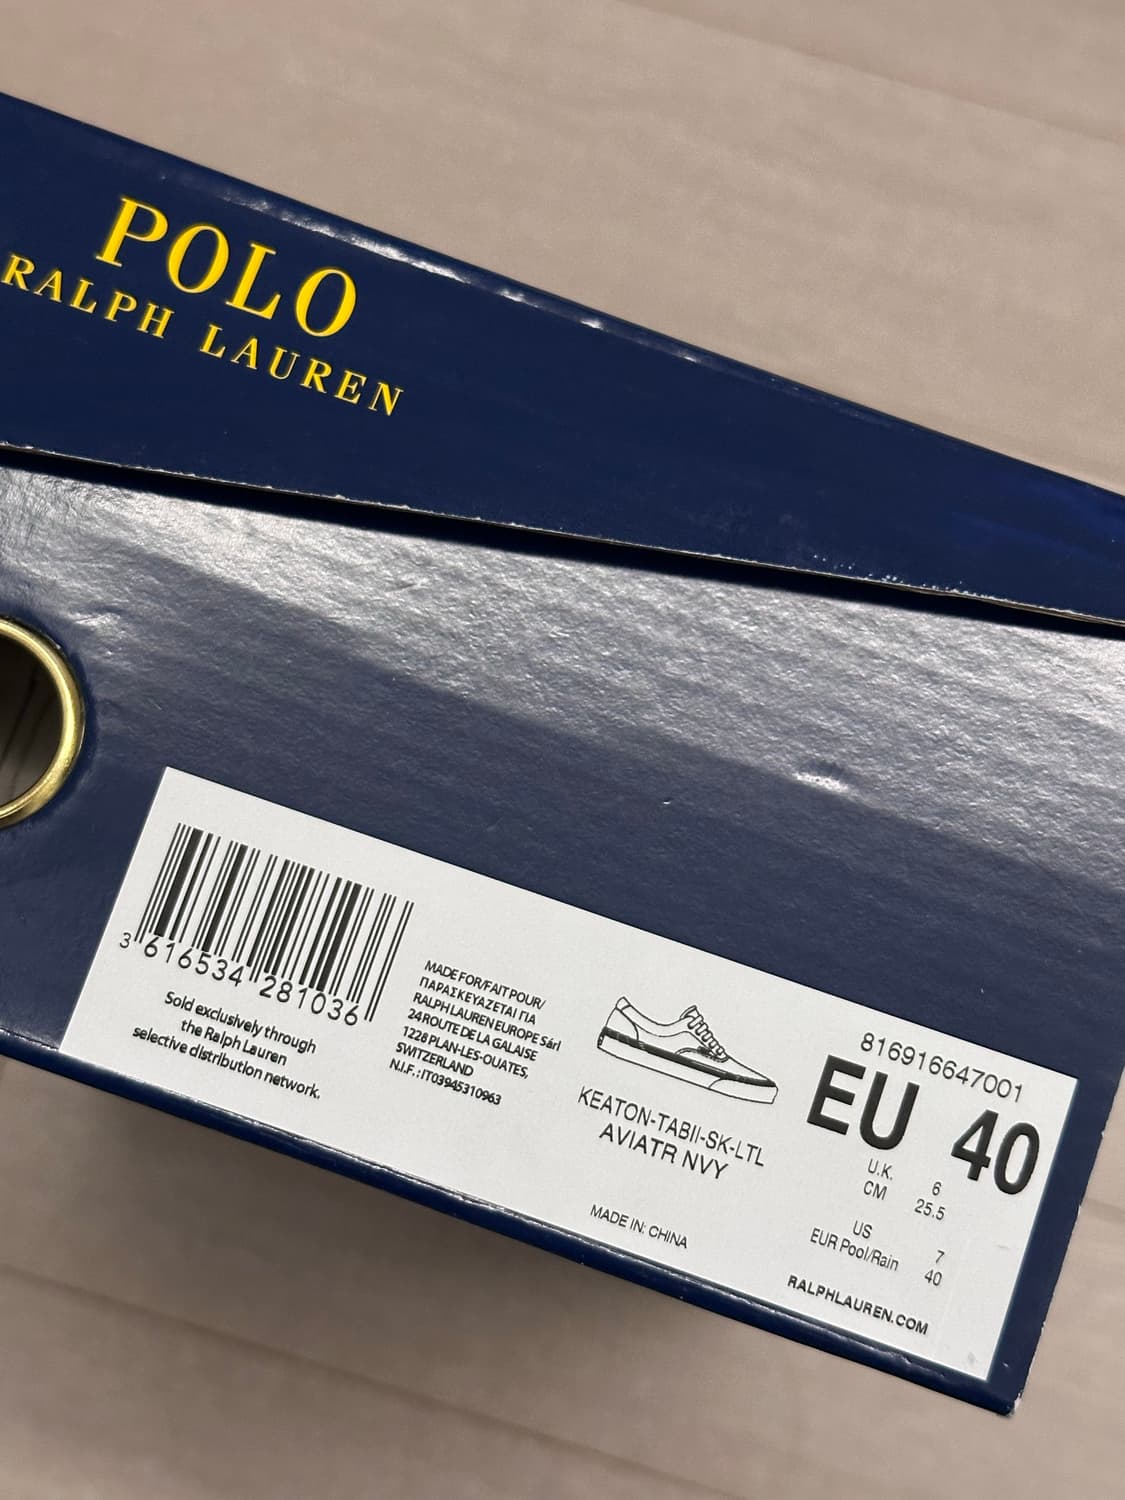 POLO
RALPH LAUREN
3 616534 281036
Sold exclusively through
the Ralph Lauren
selective distribution network.
MADE FOR/FAIT POUR/
ΠΑΡΑΣΚΕΥΑΖΕΤΑΙ ΓΙΑ
RALPH LAUREN EUROPE Sárl
24 ROUTE DE LA GALAISE
1228 PLAN-LES-OUATES,
SWITZERLAND
N.I.F.:IT03945310963
KEATON-TABII-SK-LTL
AVIATR NVY
MADE IN: CHINA
816916647001
EU 40
U.K. 6
CM 25.5
US 7
EUR Pool/Rain 40
RALPHLAUREN.COM